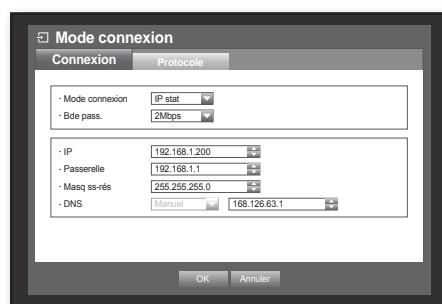 Mode connexion
Connexion Protocole
· Mode connexion IP stat
· Bde pass. 2Mbps
· IP 192.168.1.200
· Passerelle 192.168.1.1
· Masq ss-rés 255.255.255.0
· DNS Manuel 168.126.63.1
OK Annuler